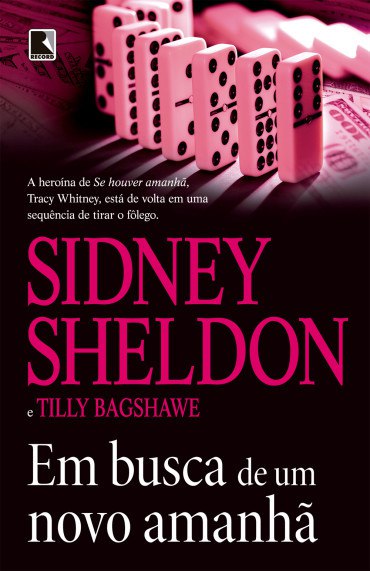 RECORD
A heroína de Se houver amanhã,
Tracy Whitney, está de volta em uma
sequência de tirar o fôlego.
SIDNEY
SHELDON
e TILLY BAGSHAWE
Em busca de um
novo amanhã